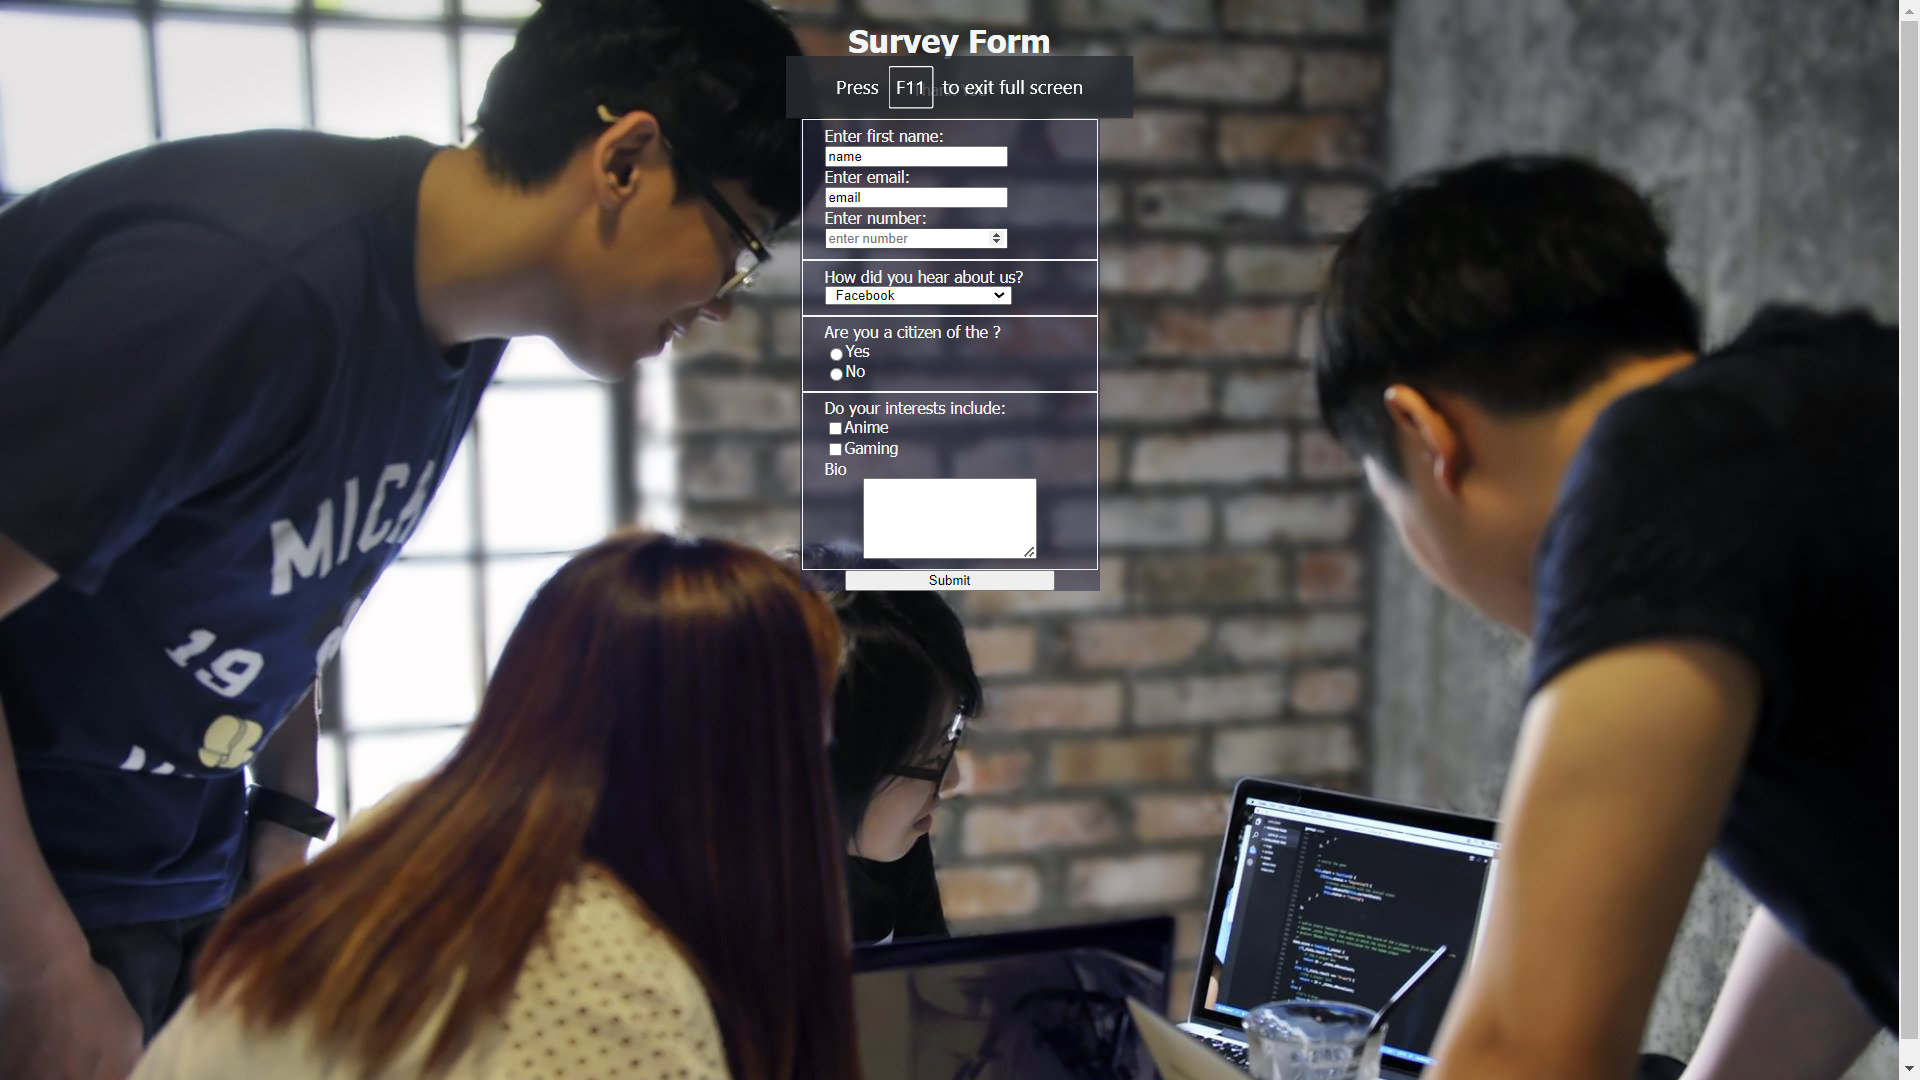 Survey Form
Press F11 to exit full screen
Enter first name:
name
Enter email:
email
Enter number:
enter number
How did you hear about us?
Facebook
Are you a citizen of the ?
Yes
No
Do your interests include:
Anime
Gaming
Bio
Submit
MICH
19